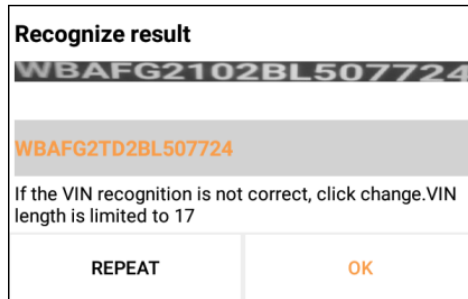 Recognize result
WBAFG2102BL507724
WBAFG2TD2BL507724
If the VIN recognition is not correct, click change.VIN
length is limited to 17
REPEAT
OK